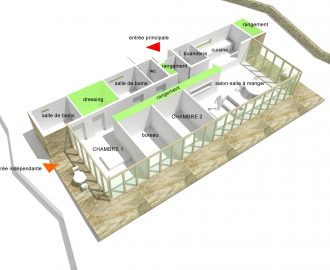 rangement
entrée principale
cuisine
buanderie
wc
rangement
salle de bains
salon-salle à manger
dressing
rangement
salle de bains
CHAMBRE 2
bureau
CHAMBRE 1
rée indépendante